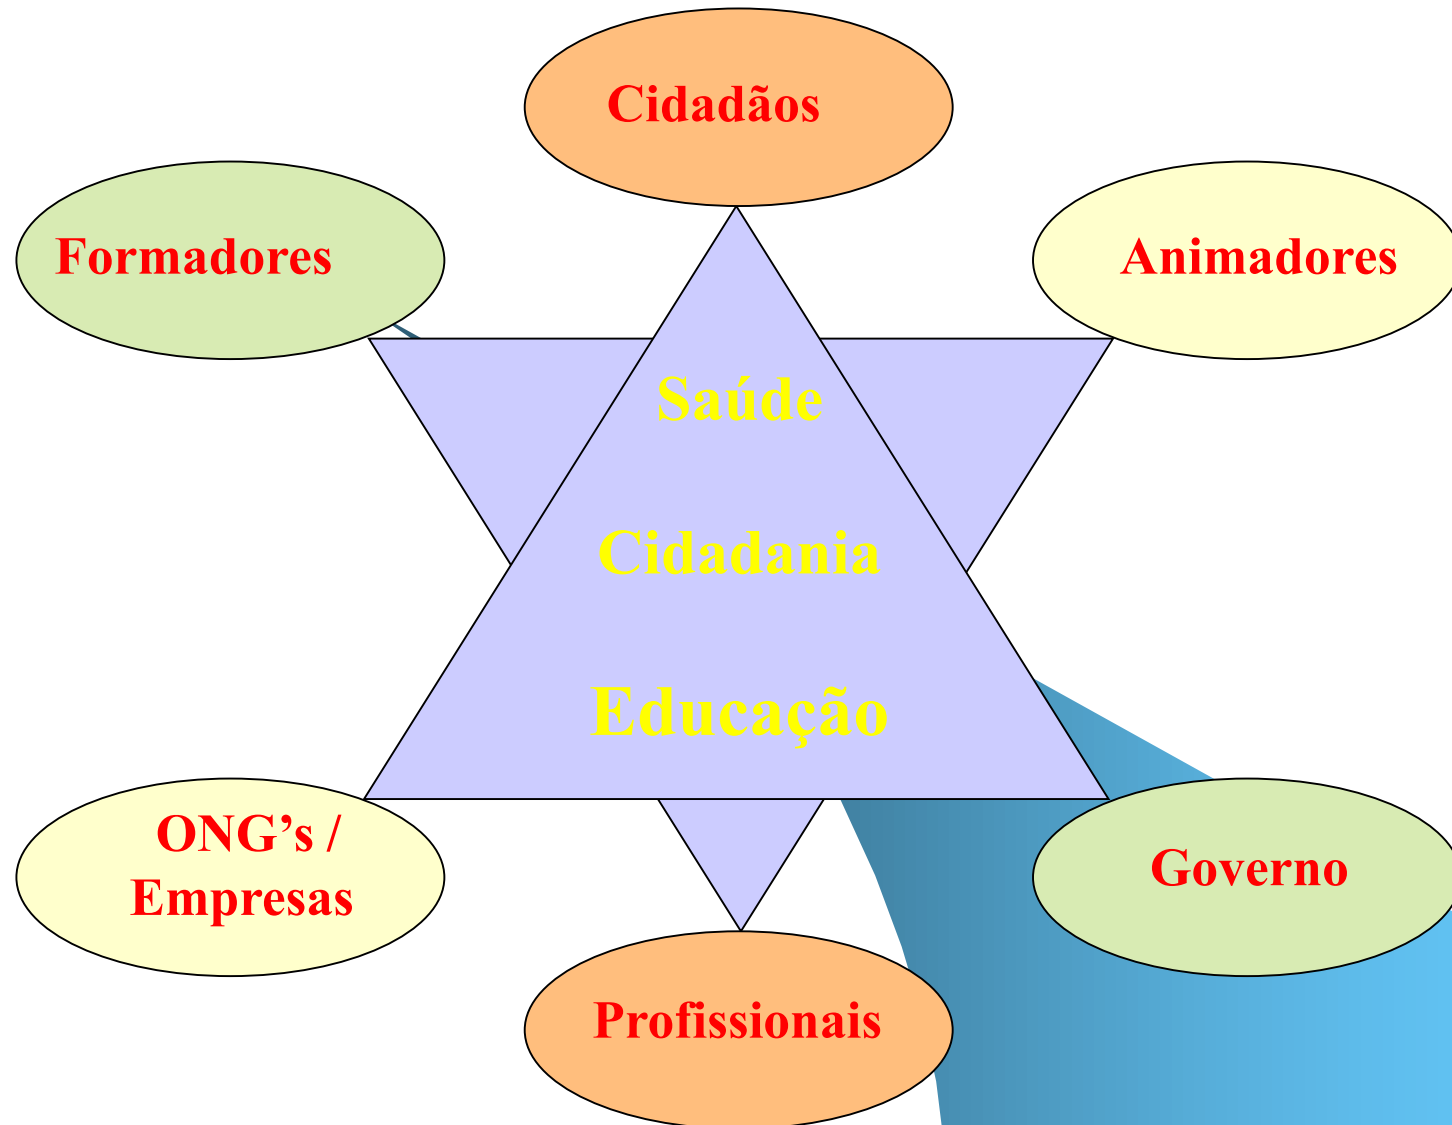 Cidadãos
Formadores
Animadores
Saúde
Cidadania
Educação
ONG’s /
Empresas
Governo
Profissionais